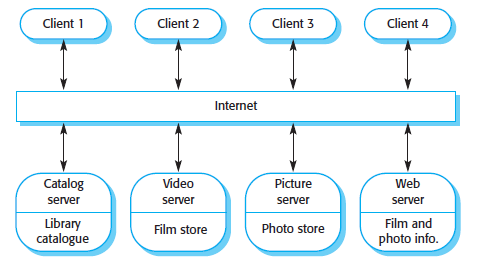 Client 1
Client 2
Client 3
Client 4
Internet
Catalog
server
Library
catalogue
Video
server
Film store
Picture
server
Photo store
Web
server
Film and
photo info.